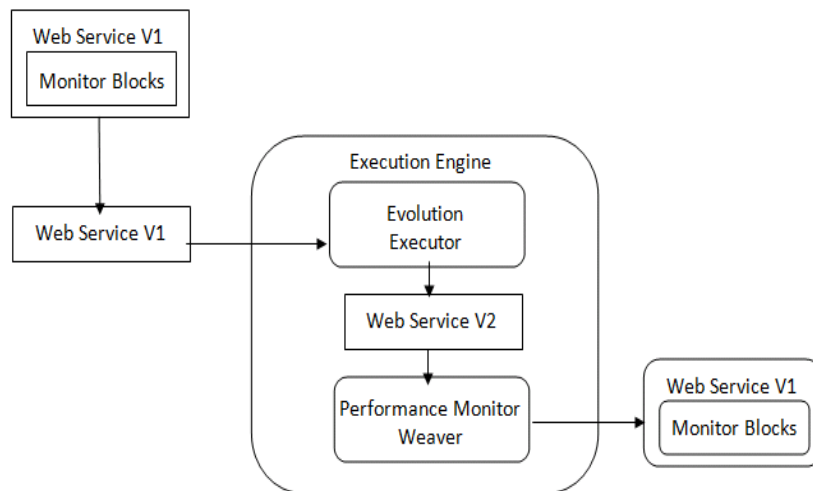 Web Service V1
Monitor Blocks
Web Service V1
Execution Engine
Evolution
Executor
Web Service V2
Performance Monitor
Weaver
Web Service V1
Monitor Blocks